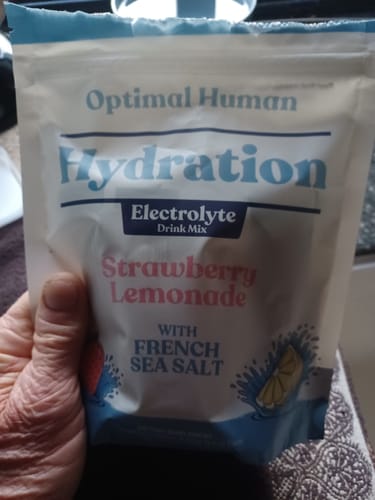 Optimal Human
Hydration
Electrolyte
Drink Mix
Strawberry
Lemonade
WITH
FRENCH
SEA SALT